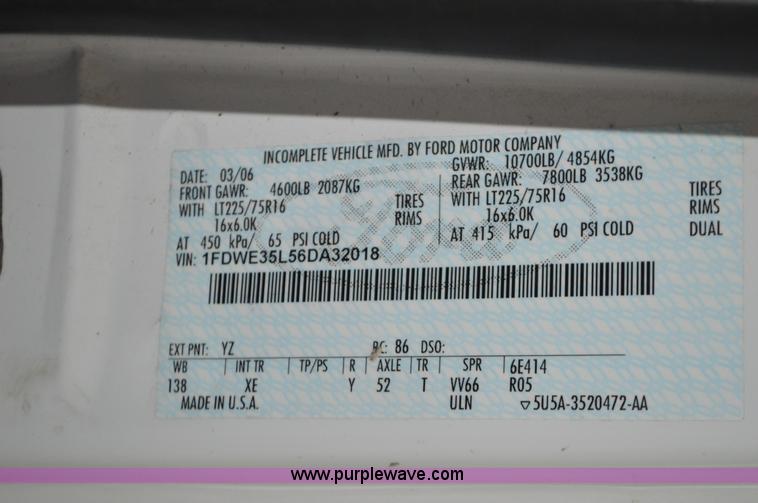 INCOMPLETE VEHICLE MFD. BY FORD MOTOR COMPANY
DATE: 03/06 GVWR: 10700LB/ 4854KG
FRONT GAWR: 4600LB 2087KG REAR GAWR: 7800LB 3538KG
WITH LT225/75R16 TIRES WITH LT225/75R16 TIRES
16x6.0K RIMS 16x6.0K RIMS
AT 450 kPa/ 65 PSI COLD AT 415 kPa/ 60 PSI COLD DUAL
VIN: 1FDWE35L56DA32018
Ford
EXT PNT: YZ RC: 86 DSO:
WB INT TR TP/PS R AXLE TR SPR 6E414
138 XE Y 52 T VV66 R05
MADE IN U.S.A. ULN ▽5U5A-3520472-AA
www.purplewave.com